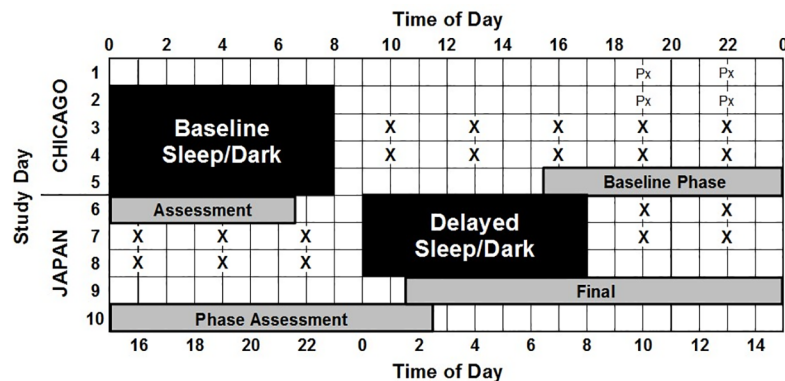 Time of Day
0 2 4 6 8 10 12 14 16 18 20 22 0
Study Day
CHICAGO
JAPAN
1 Px Px
2 Px Px
Baseline
Sleep/Dark
3 X X X X X
4 X X X X X
5 Baseline Phase
6 Assessment X X
Delayed
Sleep/Dark
7 X X X X X
8 X X X
9 Final
10 Phase Assessment
16 18 20 22 0 2 4 6 8 10 12 14
Time of Day